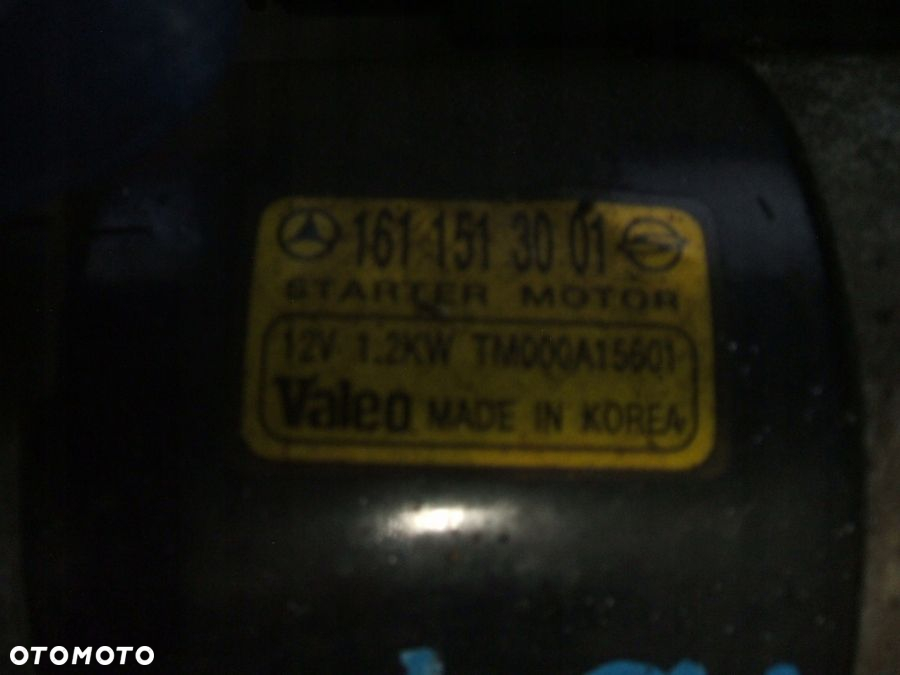 161 151 30 01
STARTER MOTOR
12V 1.2KW TM000A15601
Valeo MADE IN KOREA
OTOMOTO